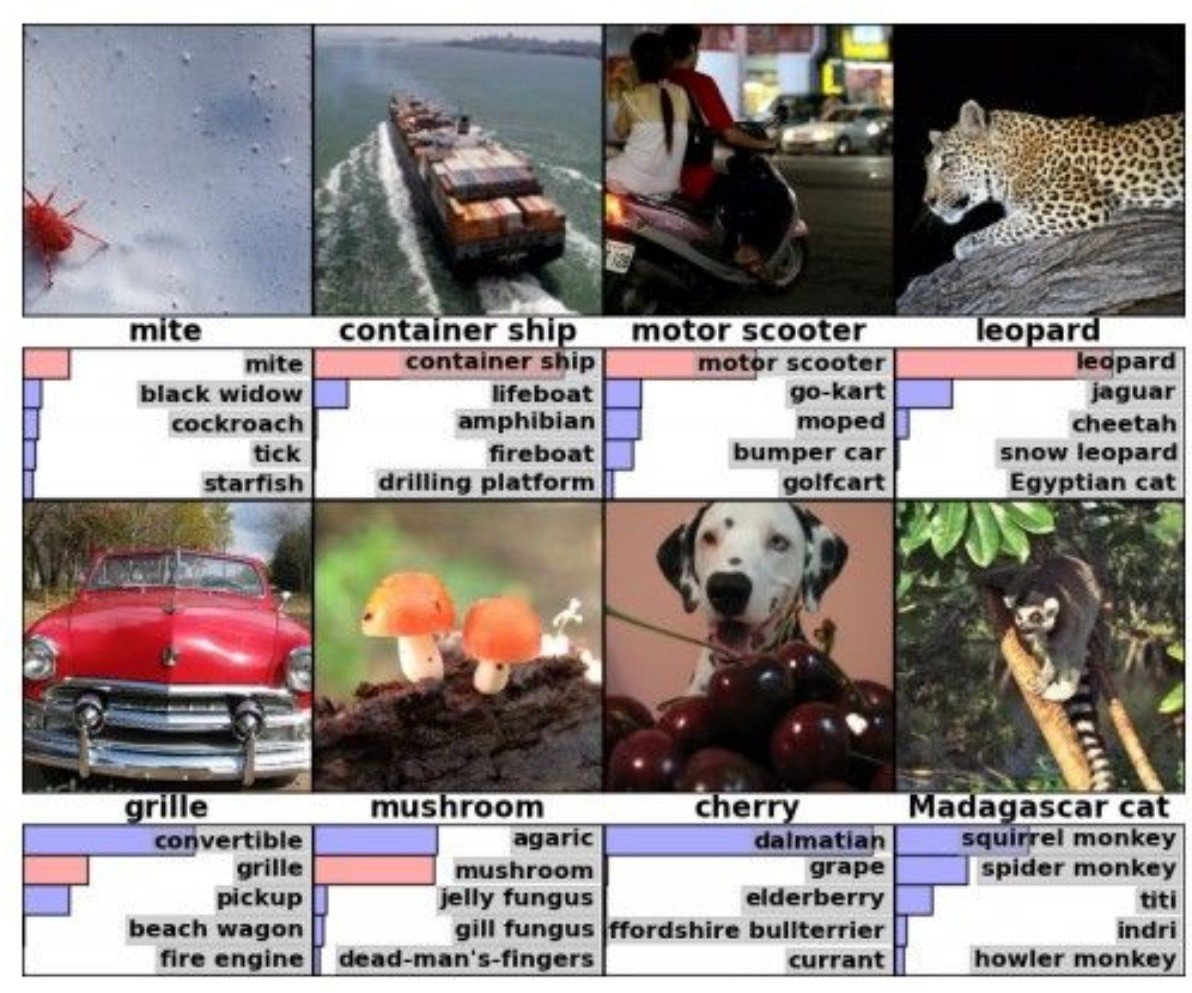 mite
container ship
motor scooter
leopard
mite
black widow
cockroach
tick
starfish
container ship
lifeboat
amphibian
fireboat
drilling platform
motor scooter
go-kart
moped
bumper car
golfcart
leopard
jaguar
cheetah
snow leopard
Egyptian cat
grille
mushroom
cherry
Madagascar cat
convertible
grille
pickup
beach wagon
fire engine
agaric
mushroom
jelly fungus
gill fungus
dead-man's-fingers
dalmatian
grape
elderberry
ffordshire bullterrier
currant
squirrel monkey
spider monkey
titi
indri
howler monkey